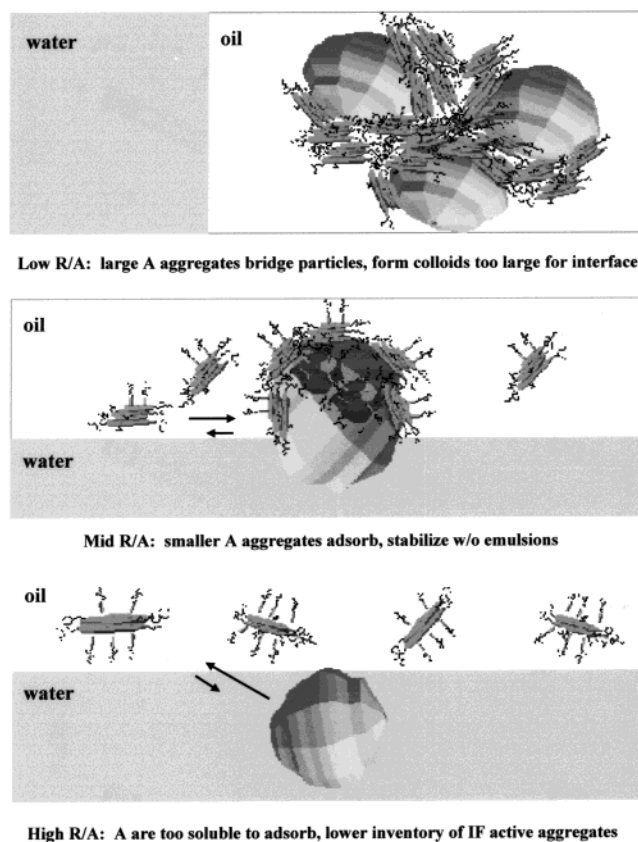 water
oil
Low R/A: large A aggregates bridge particles, form colloids too large for interface
oil
water
Mid R/A: smaller A aggregates adsorb, stabilize w/o emulsions
oil
water
High R/A: A are too soluble to adsorb, lower inventory of IF active aggregates